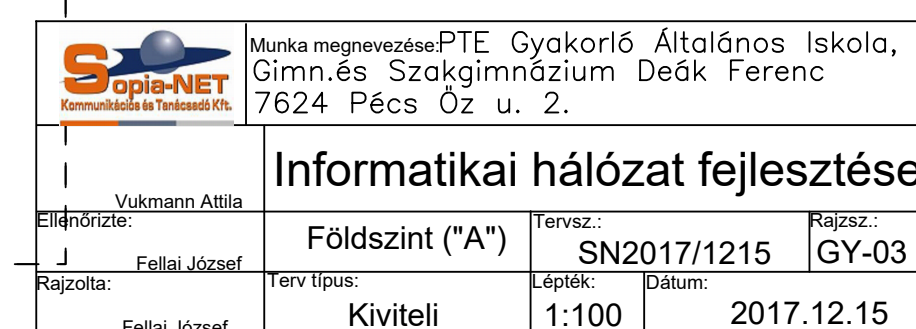 Sopia-NET
Kommunikációs és Tanácsadó Kft.
Munka megnevezése:PTE Gyakorló Általános Iskola,
Gimn.és Szakgimnázium Deák Ferenc
7624 Pécs Őz u. 2.
Vukmann Attila
Informatikai hálózat fejlesztése
Ellenőrizte:
Fellai József
Földszint ("A")
Tervsz.:
SN2017/1215
Rajzsz.:
GY-03
Rajzolta:
Fellai József
Terv típus:
Kiviteli
Lépték:
1:100
Dátum:
2017.12.15